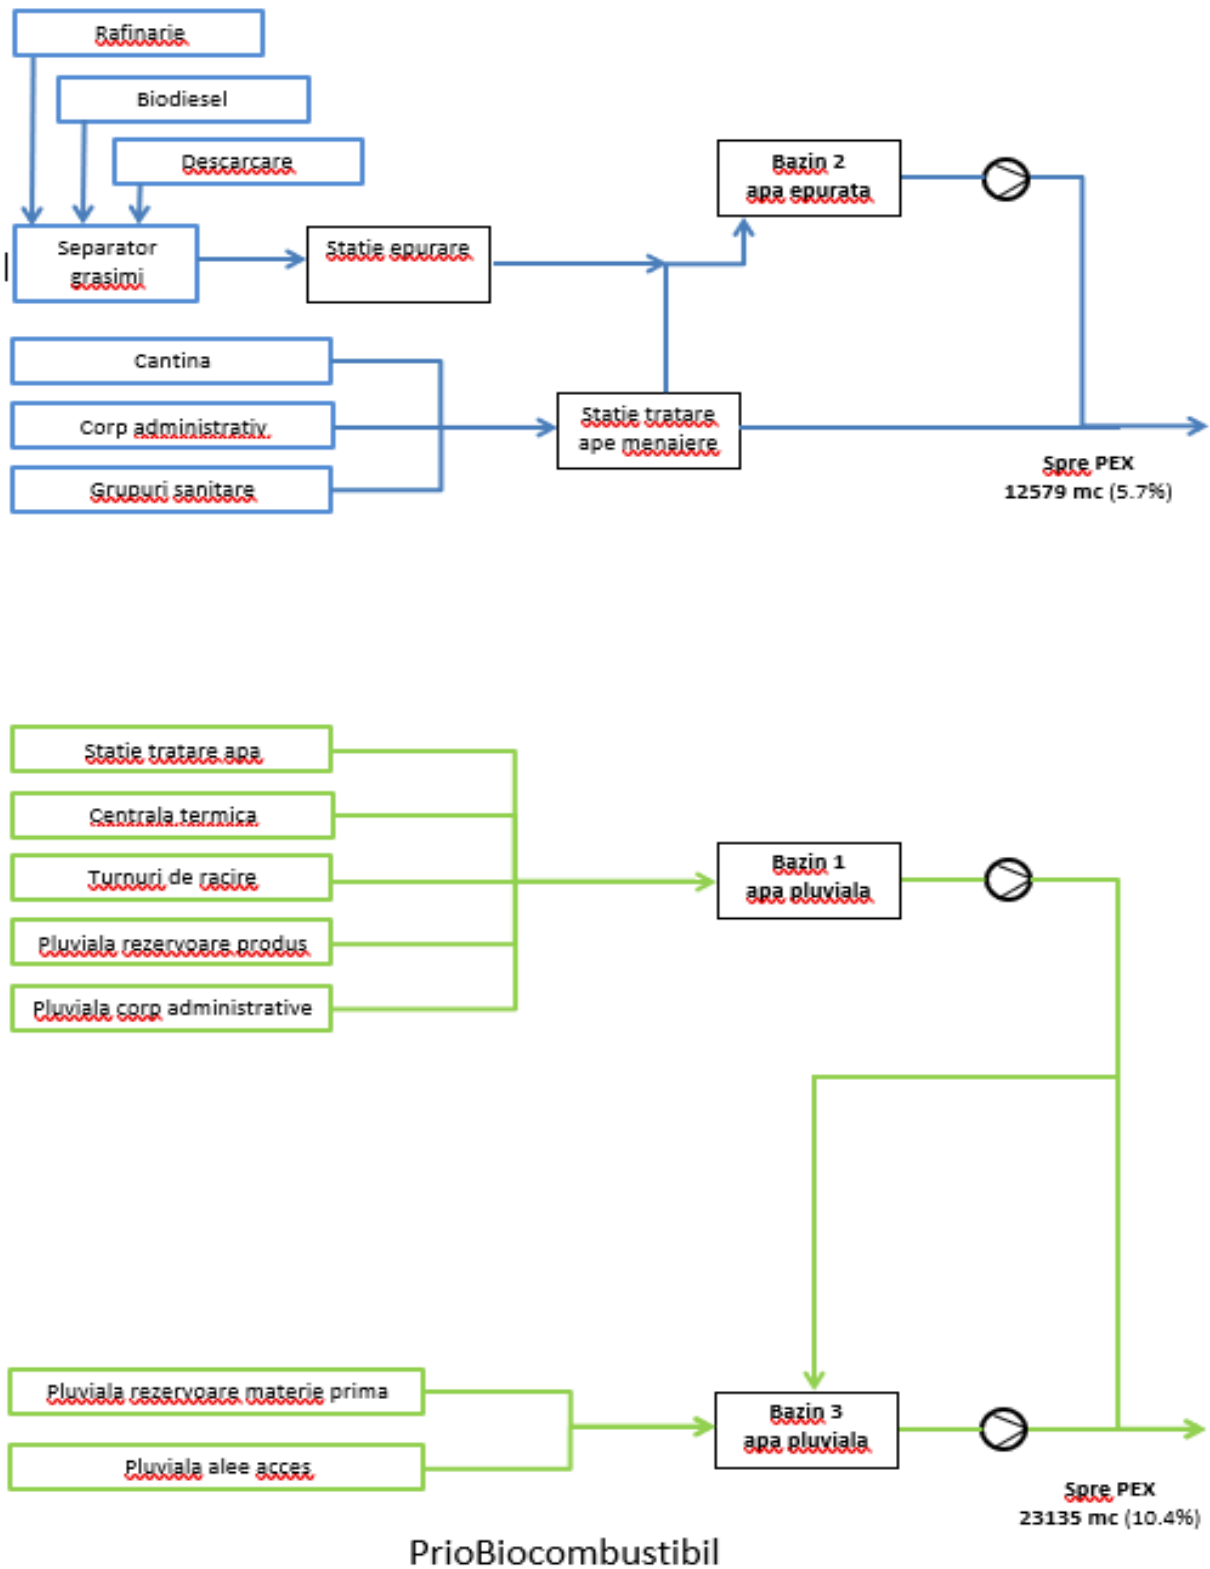 Rafinarie
Biodiesel
Descarcare
Separator
grasimi
Statie epurare
Bazin 2
apa epurata
Cantina
Corp administrativ
Grupuri sanitare
Statie tratare
ape menajere
Spre PEX
12579 mc (5.7%)
Statie tratare apa
Centrala termica
Turnuri de racire
Pluviala rezervoare produs
Pluviala corp administrative
Bazin 1
apa pluviala
Pluviala rezervoare materie prima
Pluviala alee acces
Bazin 3
apa pluviala
Spre PEX
23135 mc (10.4%)
PrioBiocombustibil